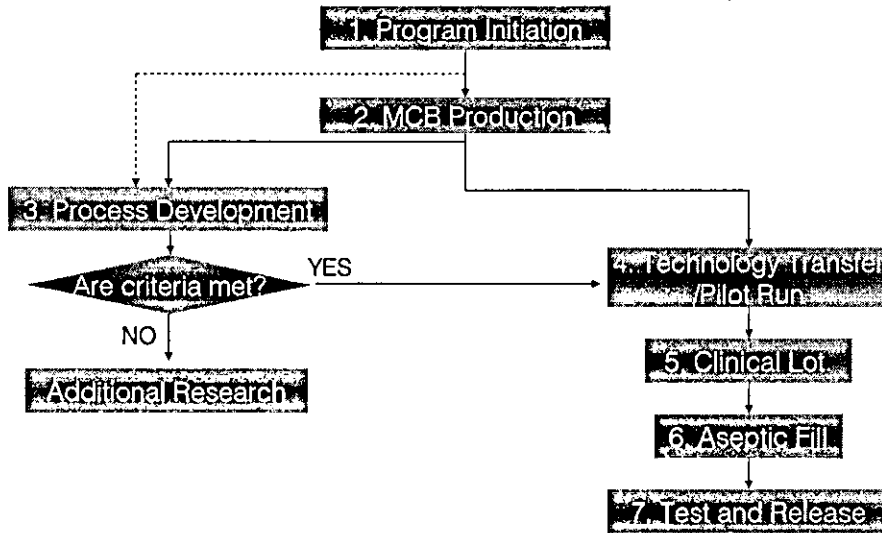 1. Program Initiation
2. MCB Production
3. Process Development
Are criteria met?
YES
4. Technology Transfer
/Pilot Run
NO
5. Clinical Lot
Additional Research
6. Aseptic Fill
7. Test and Release